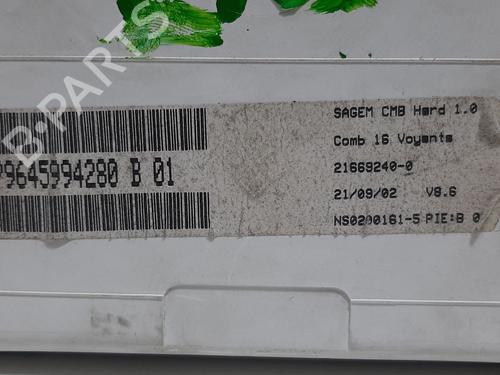 SAGEM CMB Hard 1.0
Comb 16 Voyants
21669240-0
9645994280 B 01
21/09/02 V8.6
NS0200161-5 PIE:B 0
B-PARTS